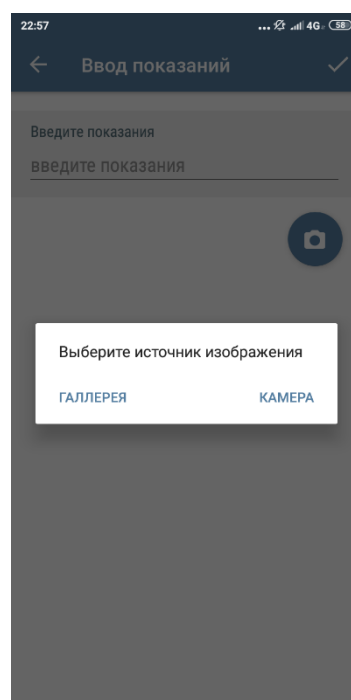 22:57
... 4G 58
Ввод показаний
Введите показания
введите показания
Выберите источник изображения
ГАЛЛЕРЕЯ КАМЕРА